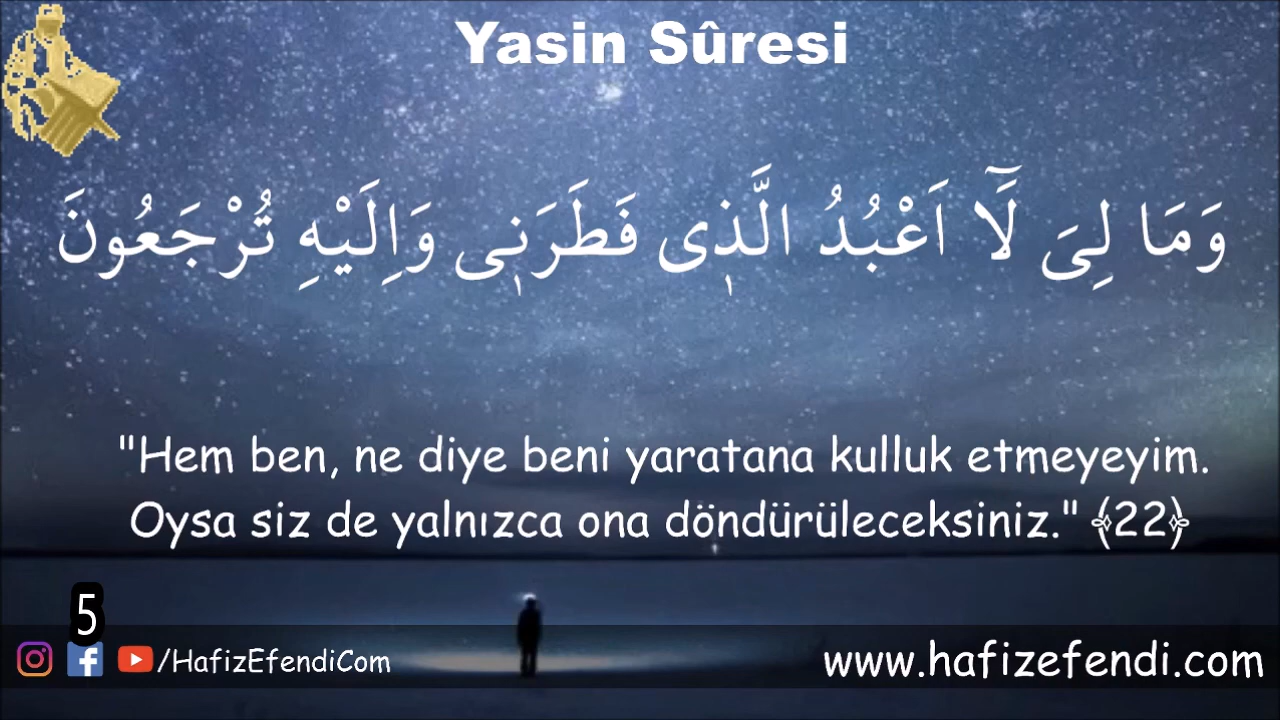 Yasin Sûresi
وَمَا لِىَ لَٓا اَعْبُدُ الَّذٖى فَطَرَنٖى وَاِلَيْهِ تُرْجَعُونَ
"Hem ben, ne diye beni yaratana kulluk etmeyeyim.
Oysa siz de yalnızca ona döndürüleceksiniz." ﴾22﴿
5
/HafizEfendiCom
www.hafizefendi.com